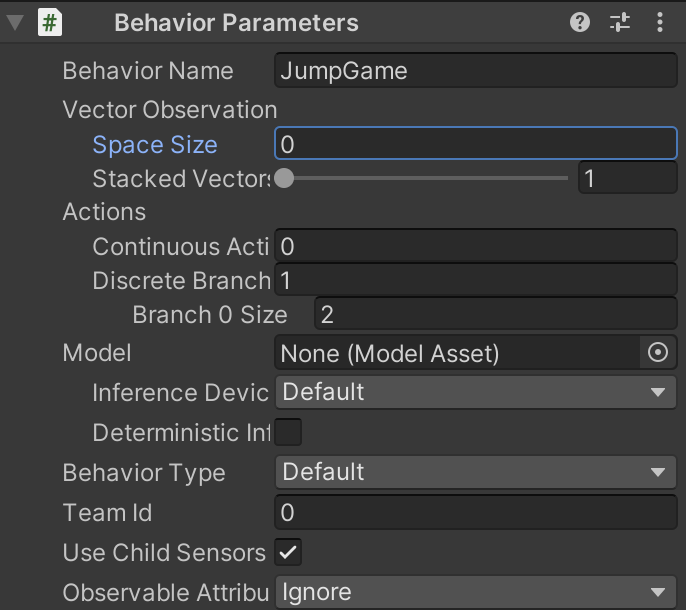 # Behavior Parameters ?
Behavior Name JumpGame
Vector Observation
Space Size 0
Stacked Vectors 1
Actions
Continuous Acti 0
Discrete Branch 1
Branch 0 Size 2
Model None (Model Asset)
Inference Devic Default
Deterministic Inf
Behavior Type Default
Team Id 0
Use Child Sensors
Observable Attribu Ignore